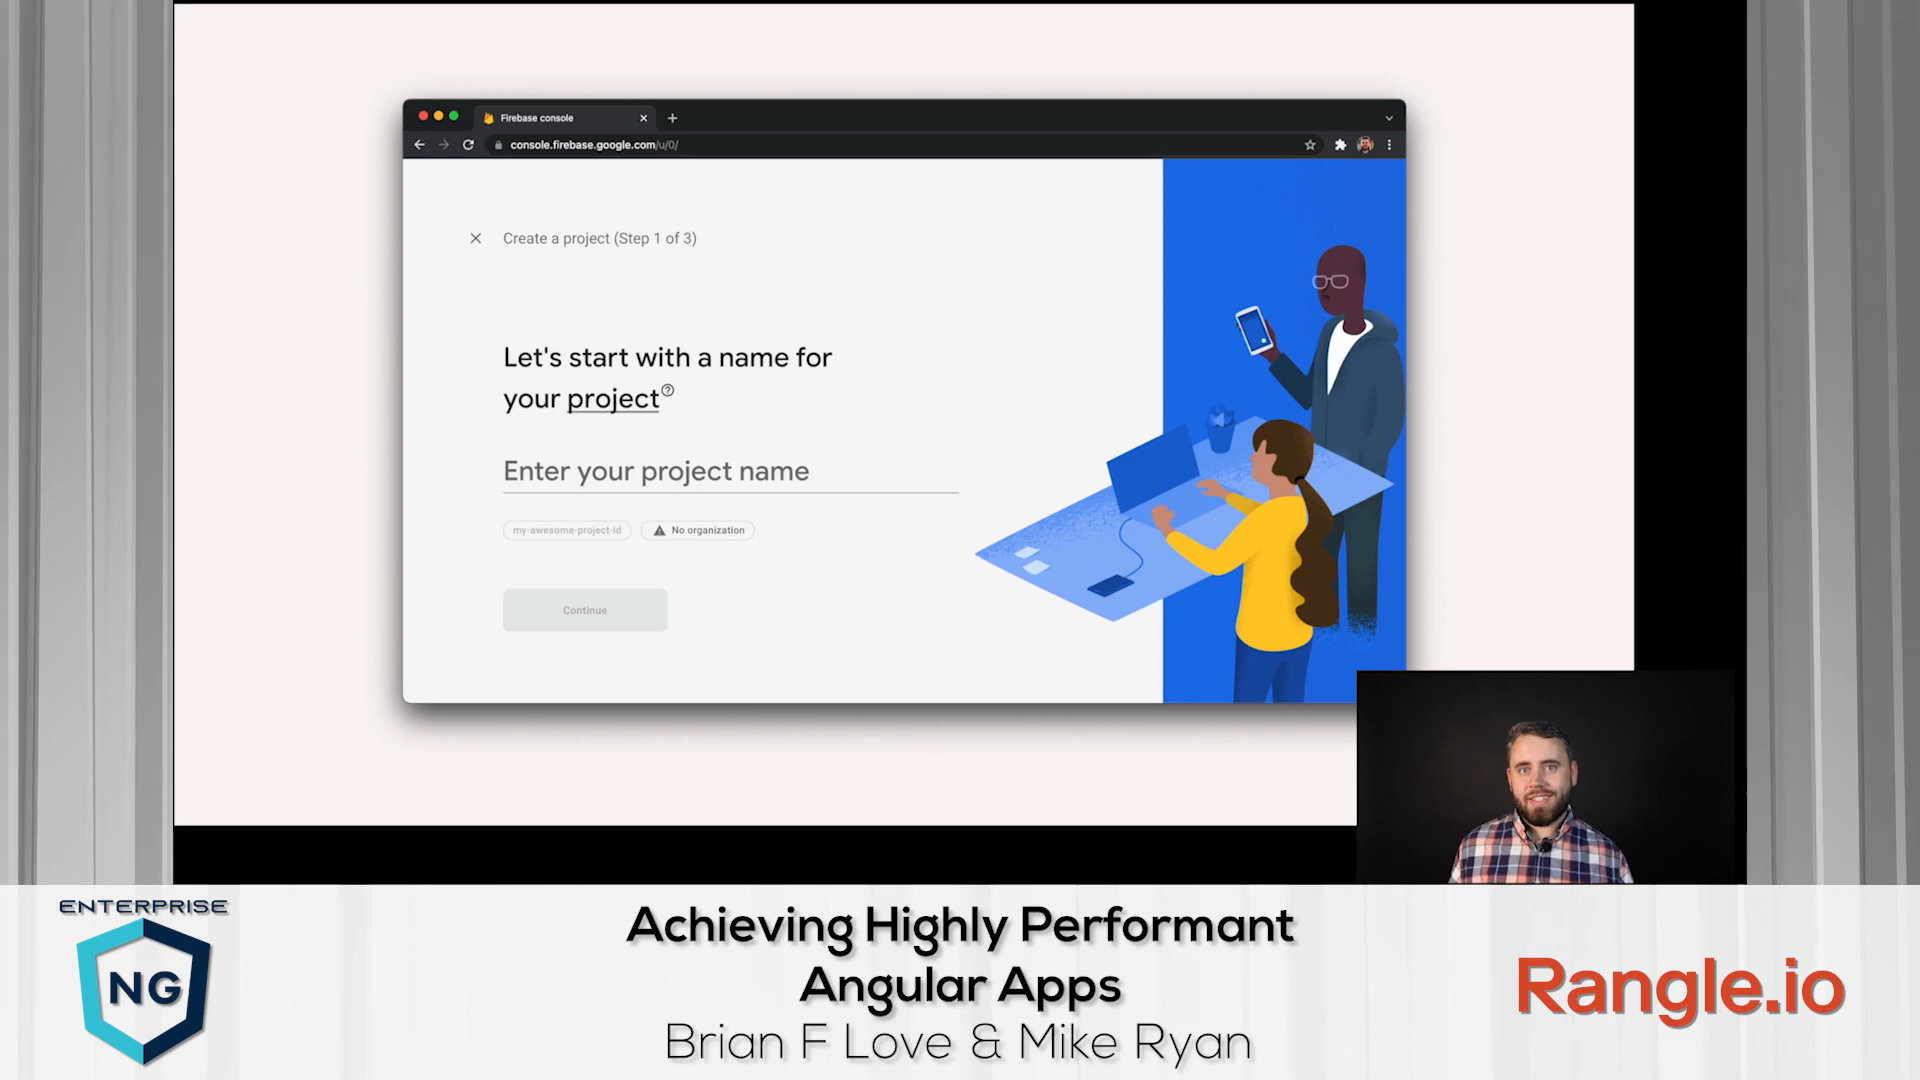 Firebase console
console.firebase.google.com/u/0/
Create a project (Step 1 of 3)
Let's start with a name for
your project
Enter your project name
my-awesome-project-id
No organization
Continue
ENTERPRISE
NG
Achieving Highly Performant
Angular Apps
Brian F Love & Mike Ryan
Rangle.io